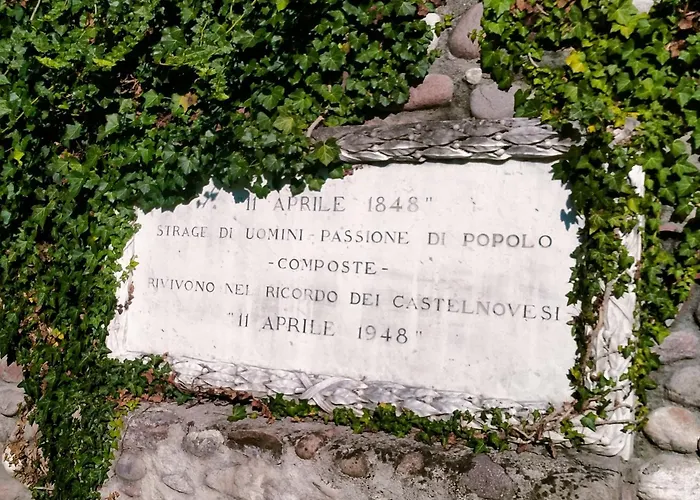 "11 APRILE 1848"
STRAGE DI UOMINI - PASSIONE DI POPOLO
- COMPOSTE -
RIVIVONO NEL RICORDO DEI CASTELNOVESI
"11 APRILE 1948"